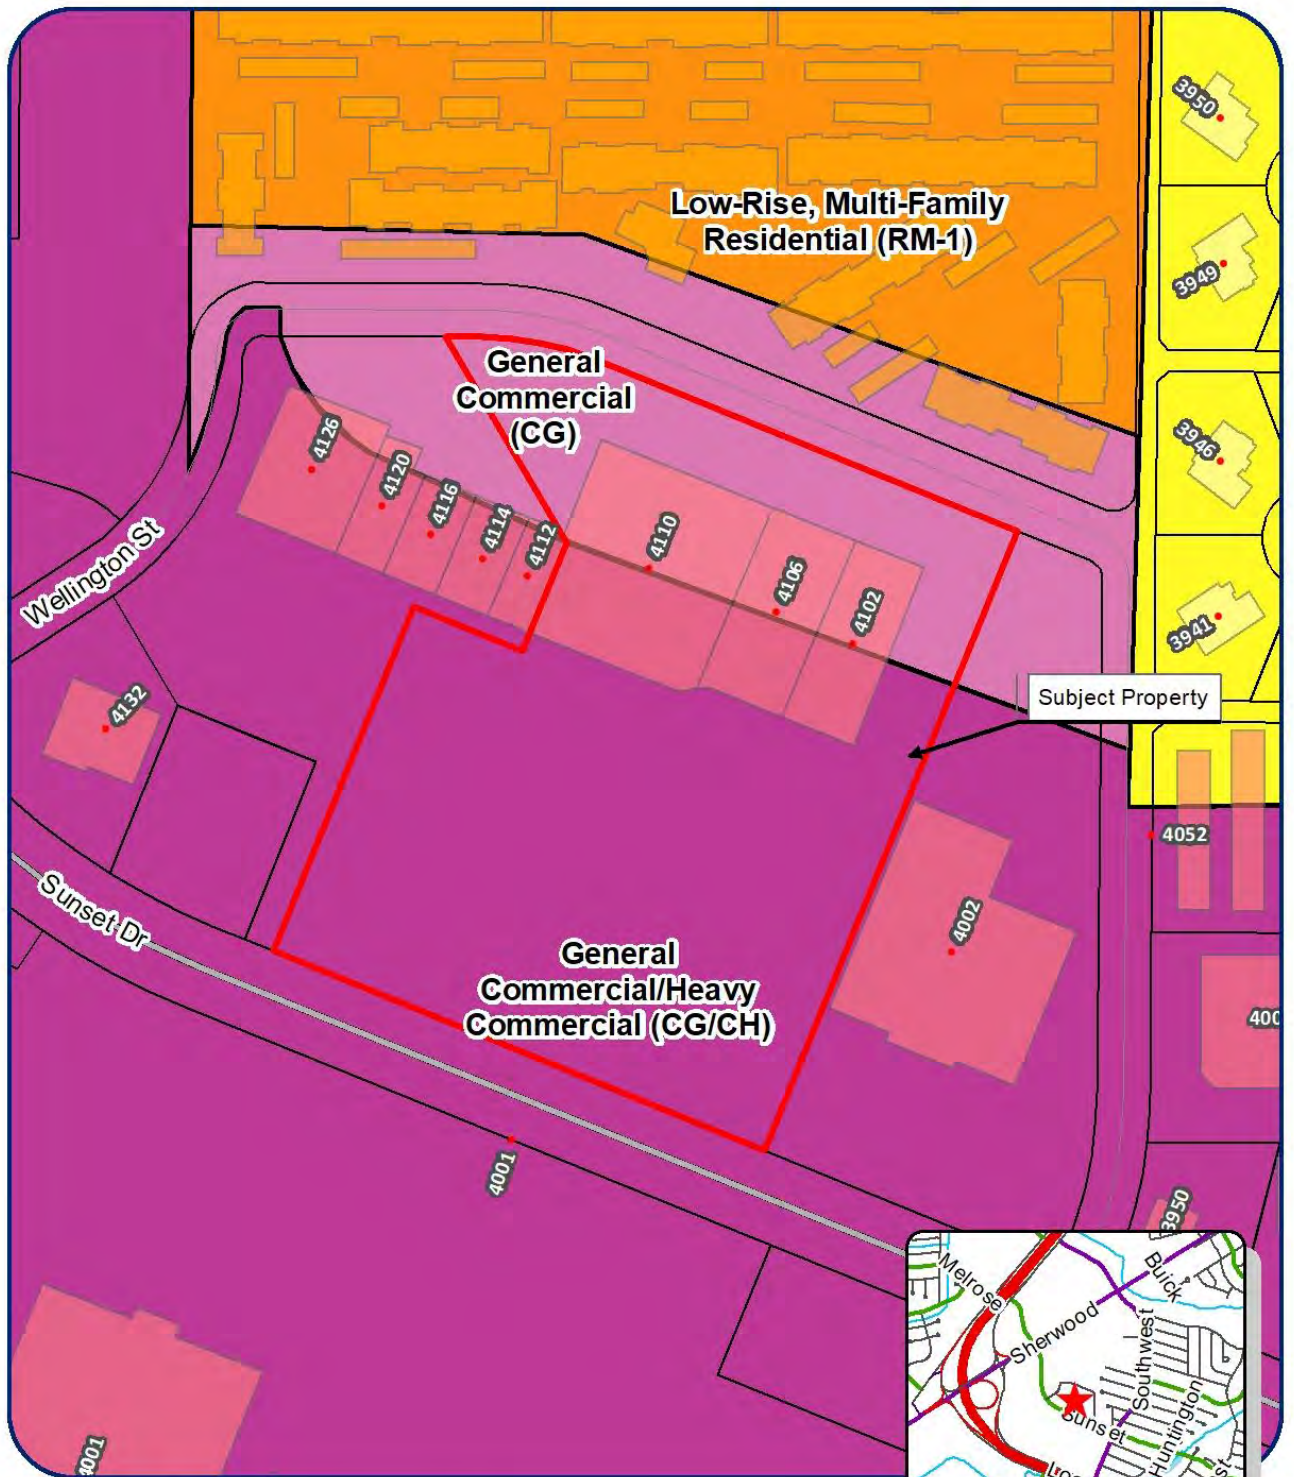 3950
Low-Rise, Multi-Family
Residential (RM-1)
3949
General
Commercial
(CG)
4126
4120
4116
4114
4112
4110
4106
4102
3946
3941
Wellington St
Subject Property
4132
4052
Sunset Dr
4002
General
Commercial/Heavy
Commercial (CG/CH)
400
4001
3950
Melrose
Buick
Sherwood
Southwest
Sunset
Huntington
st
4001